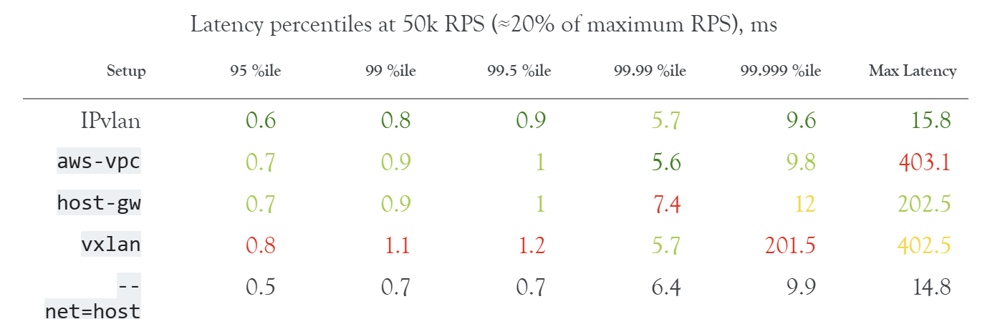 Latency percentiles at 50k RPS (≈20% of maximum RPS), ms
Setup 95 %ile 99 %ile 99.5 %ile 99.99 %ile 99.999 %ile Max Latency
IPvlan 0.6 0.8 0.9 5.7 9.6 15.8
aws-vpc 0.7 0.9 1 5.6 9.8 403.1
host-gw 0.7 0.9 1 7.4 12 202.5
vxlan 0.8 1.1 1.2 5.7 201.5 402.5
-- 0.5 0.7 0.7 6.4 9.9 14.8
net=host